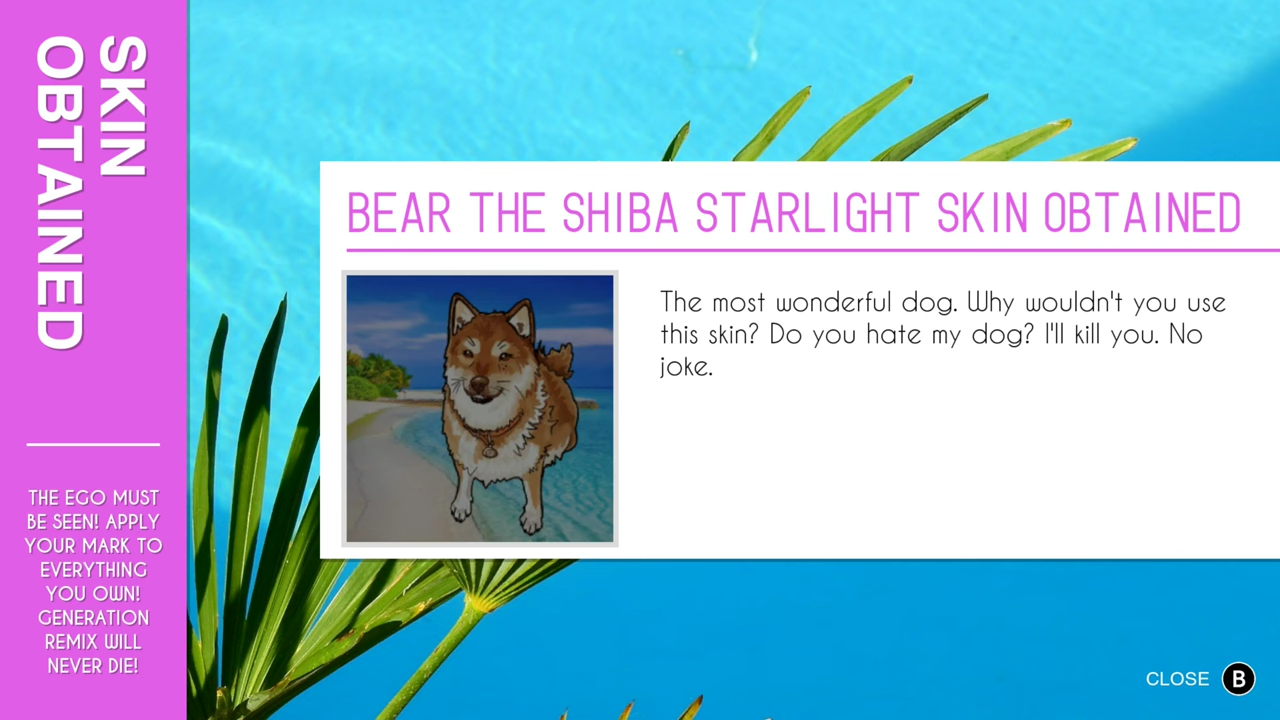 SKIN
OBTAINED
THE EGO MUST
BE SEEN! APPLY
YOUR MARK TO
EVERYTHING
YOU OWN!
GENERATION
REMIX WILL
NEVER DIE!
BEAR THE SHIBA STARLIGHT SKIN OBTAINED
The most wonderful dog. Why wouldn't you use
this skin? Do you hate my dog? I'll kill you. No
joke.
CLOSE B